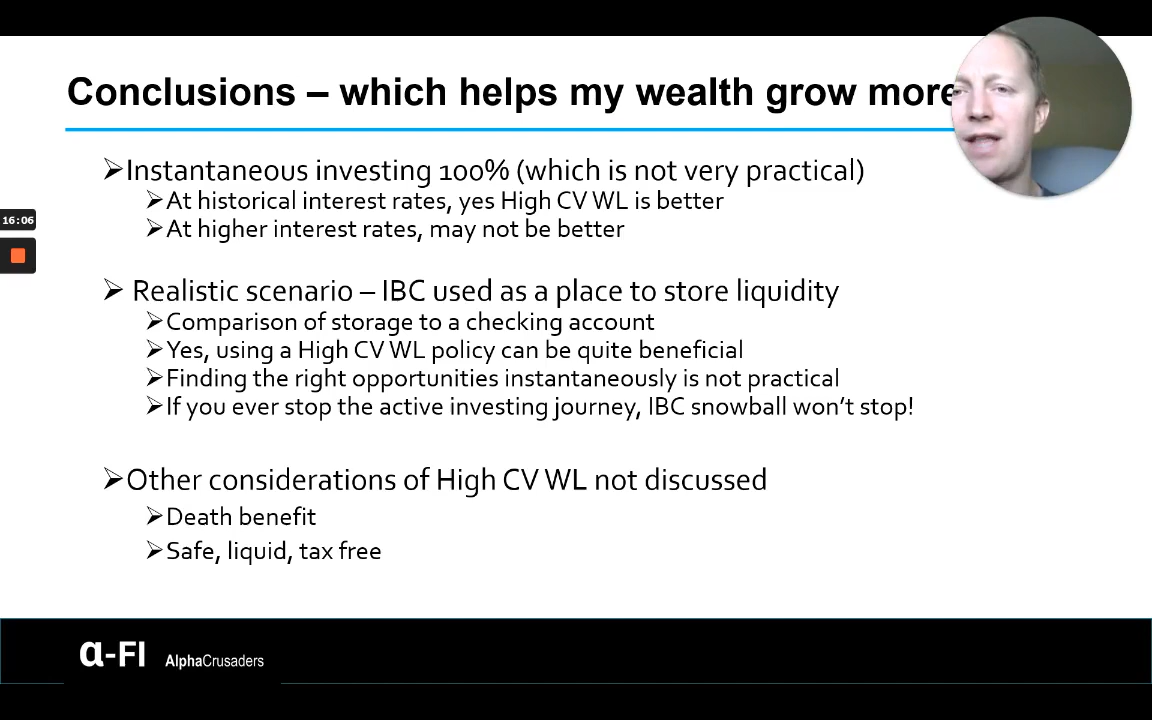 Conclusions – which helps my wealth grow more
➢Instantaneous investing 100% (which is not very practical)
➢At historical interest rates, yes High CV WL is better
➢At higher interest rates, may not be better
16:06
➢ Realistic scenario – IBC used as a place to store liquidity
➢Comparison of storage to a checking account
➢Yes, using a High CV WL policy can be quite beneficial
➢Finding the right opportunities instantaneously is not practical
➢If you ever stop the active investing journey, IBC snowball won't stop!
➢Other considerations of High CV WL not discussed
➢Death benefit
➢Safe, liquid, tax free
α-FI AlphaCrusaders